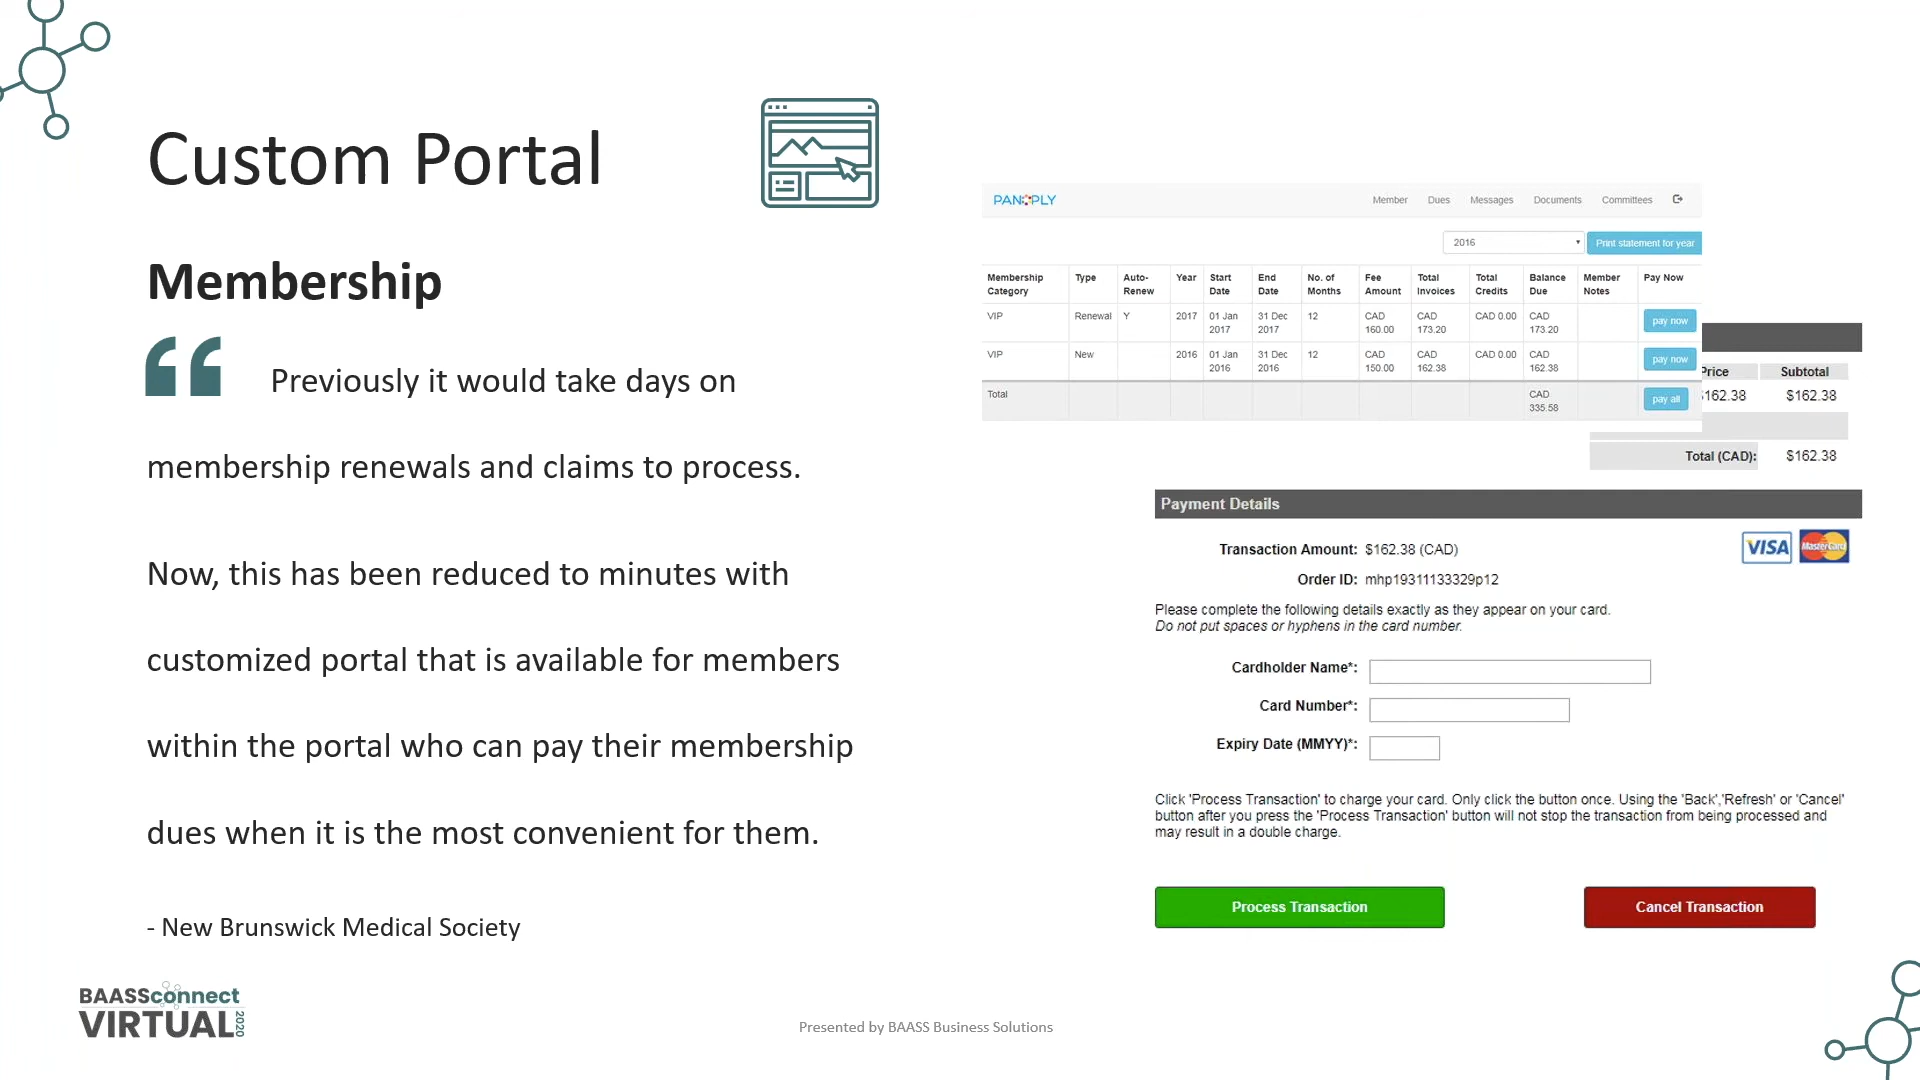 Custom Portal
Membership
Previously it would take days on
membership renewals and claims to process.
Now, this has been reduced to minutes with
customized portal that is available for members
within the portal who can pay their membership
dues when it is the most convenient for them.
- New Brunswick Medical Society
PANOPLY
Member Dues Messages Documents Committees
2016 Print statement for year
Membership Category Type Auto-Renew Year Start Date End Date No. of Months Fee Amount Total Invoices Total Credits Balance Due Member Notes Pay Now
VIP Renewal Y 2017 01 Jan 2017 31 Dec 2017 12 CAD 160.00 CAD 173.20 CAD 0.00 CAD 173.20 pay now
VIP New 2016 01 Jan 2016 31 Dec 2016 12 CAD 150.00 CAD 162.38 CAD 0.00 CAD 162.38 pay now
Total CAD 335.58 pay all
Price Subtotal
$162.38 $162.38
Total (CAD): $162.38
Payment Details
Transaction Amount: $162.38 (CAD)
VISA MasterCard
Order ID: mhp19311133329p12
Please complete the following details exactly as they appear on your card.
Do not put spaces or hyphens in the card number.
Cardholder Name*:
Card Number*:
Expiry Date (MMYY)*:
Click 'Process Transaction' to charge your card. Only click the button once. Using the 'Back','Refresh' or 'Cancel'
button after you press the 'Process Transaction' button will not stop the transaction from being processed and
may result in a double charge.
Process Transaction Cancel Transaction
BAASSconnect
VIRTUAL 2020
Presented by BAASS Business Solutions